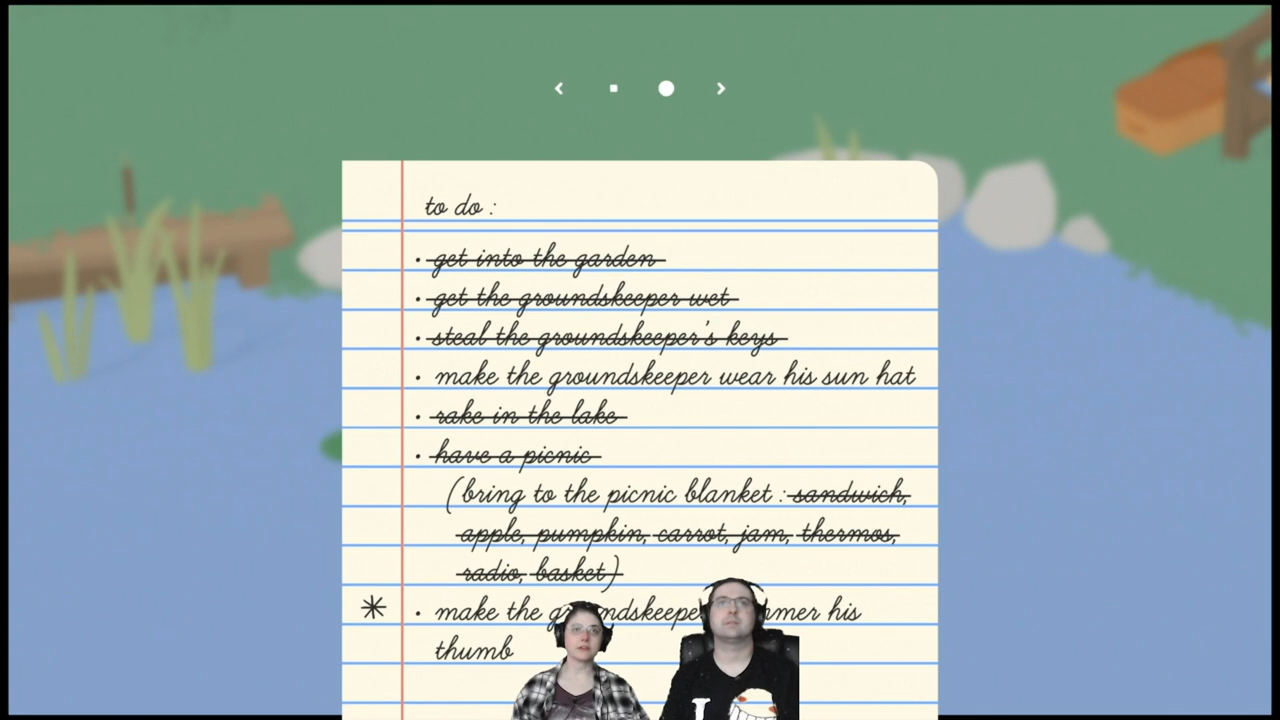 to do :
• get into the garden
• get the groundskeeper wet
• steal the groundskeeper's keys
• make the groundskeeper wear his sun hat
• rake in the lake
• have a picnic
(bring to the picnic blanket : sandwich,
apple, pumpkin, carrot, jam, thermos,
radio, basket)
• make the his
thumb